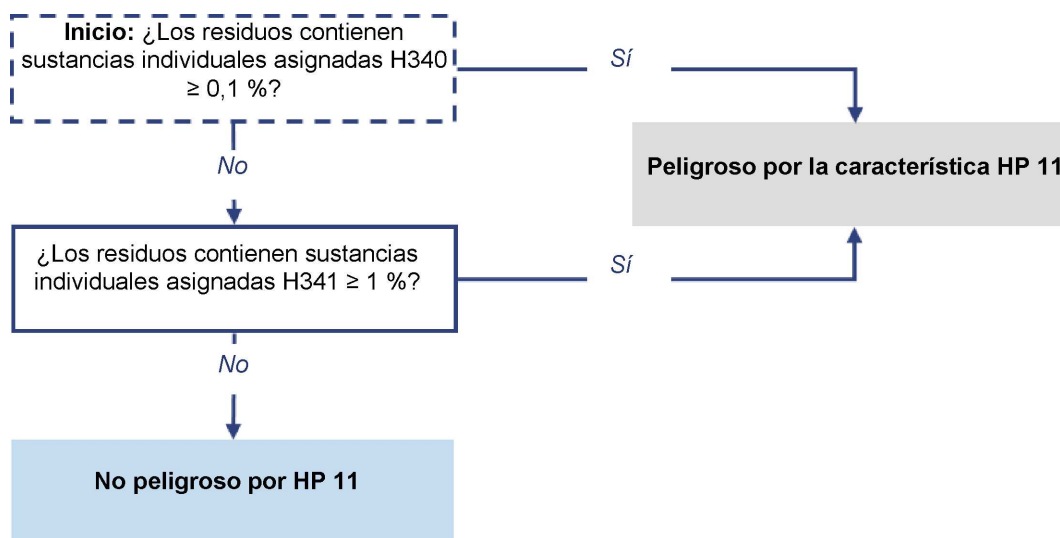 Inicio: ¿Los residuos contienen
sustancias individuales asignadas H340
≥ 0,1 %?
Sí
No
Peligroso por la característica HP 11
¿Los residuos contienen sustancias
individuales asignadas H341 ≥ 1 %?
Sí
No
No peligroso por HP 11